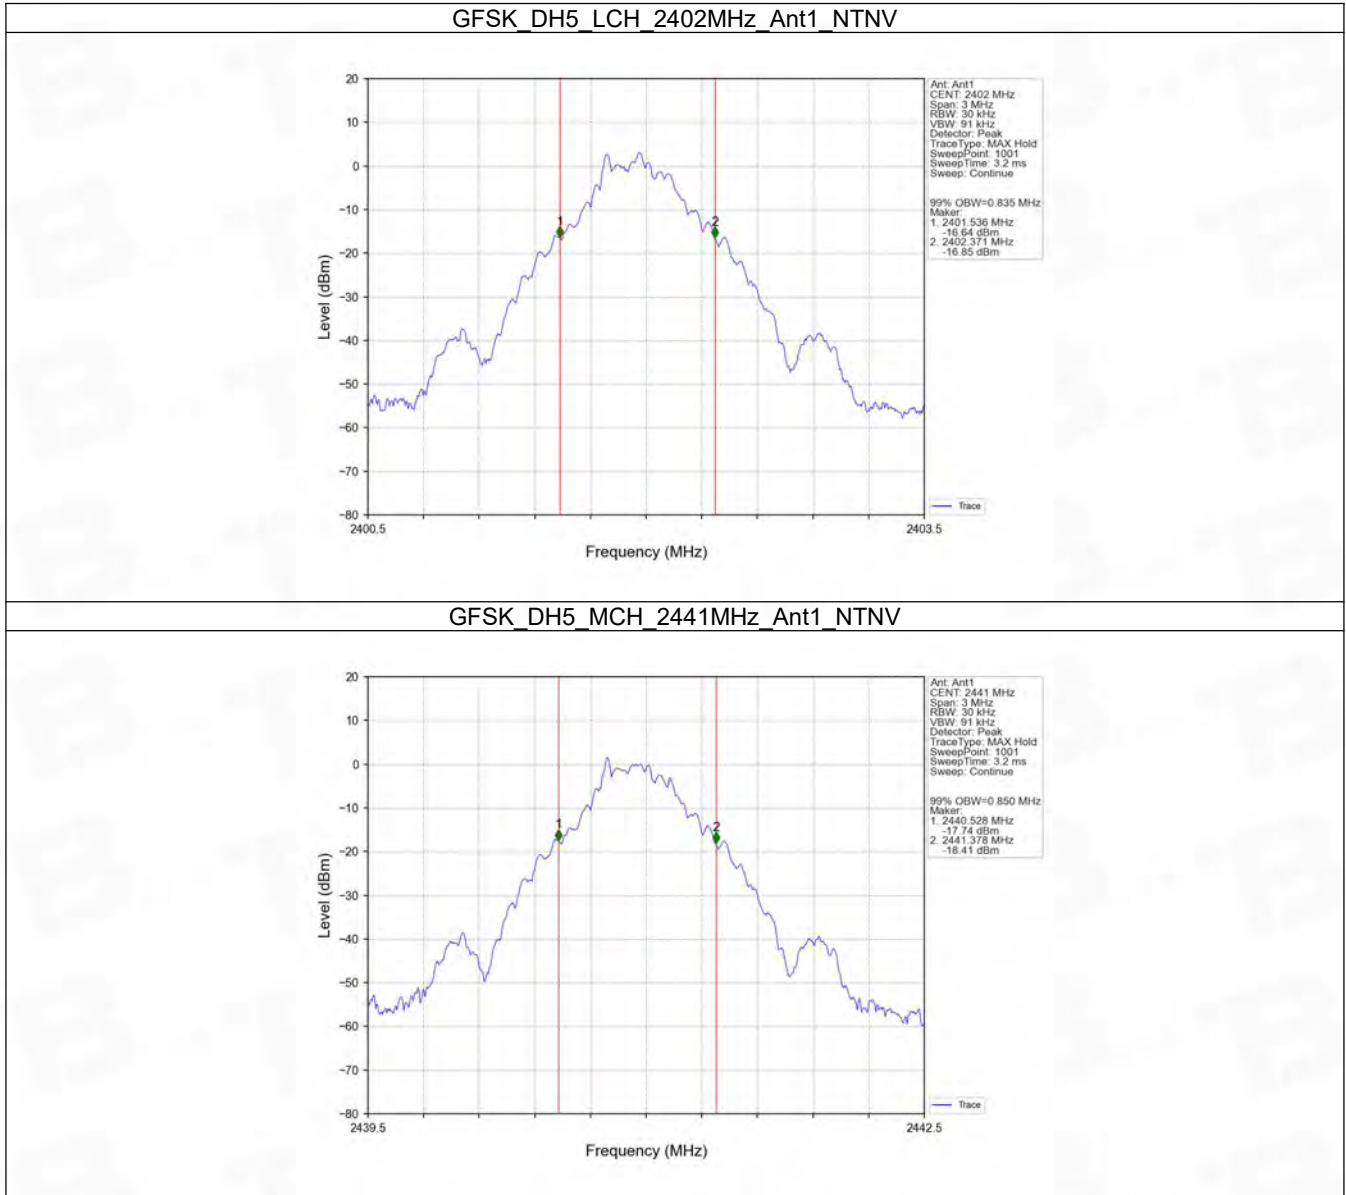 GFSK_DH5_LCH_2402MHz_Ant1_NTNV
20
10
0
−10
−20
−30
−40
−50
−60
−70
−80
Level (dBm)
1
2
2400.5
2403.5
Frequency (MHz)
Ant: Ant1
CENT: 2402 MHz
Span: 3 MHz
RBW: 30 kHz
VBW: 91 kHz
Detector: Peak
TraceType: MAX Hold
SweepPoint: 1001
SweepTime: 3.2 ms
Sweep: Continue
99% OBW=0.835 MHz
Maker:
1. 2401.536 MHz
-16.64 dBm
2. 2402.371 MHz
-16.85 dBm
Trace
GFSK_DH5_MCH_2441MHz_Ant1_NTNV
20
10
0
−10
−20
−30
−40
−50
−60
−70
−80
Level (dBm)
1
2
2439.5
2442.5
Frequency (MHz)
Ant: Ant1
CENT: 2441 MHz
Span: 3 MHz
RBW: 30 kHz
VBW: 91 kHz
Detector: Peak
TraceType: MAX Hold
SweepPoint: 1001
SweepTime: 3.2 ms
Sweep: Continue
99% OBW=0.850 MHz
Maker:
1. 2440.528 MHz
-17.74 dBm
2. 2441.378 MHz
-18.41 dBm
Trace